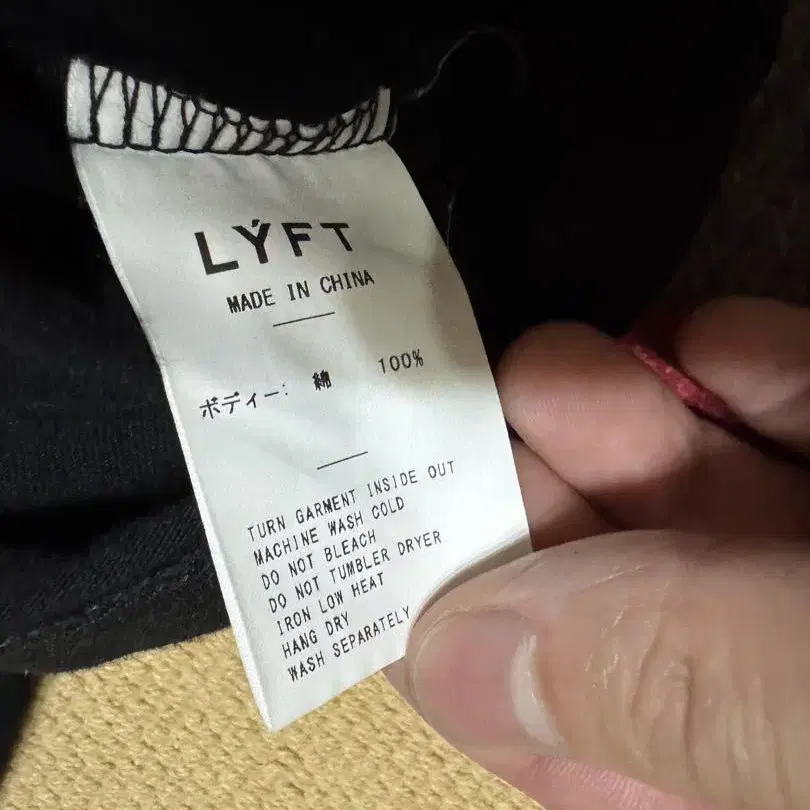 LÝFT
MADE IN CHINA
ボディー: 綿 100%
TURN GARMENT INSIDE OUT
MACHINE WASH COLD
DO NOT BLEACH
DO NOT TUMBLER DRYER
IRON LOW HEAT
HANG DRY
WASH SEPARATELY